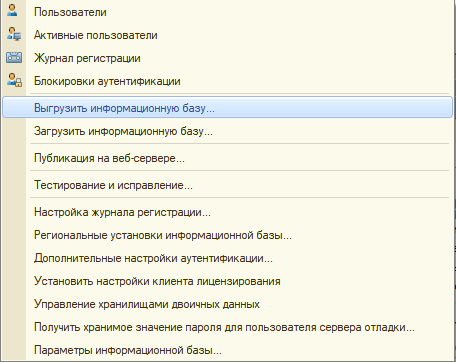 Пользователи
Активные пользователи
Журнал регистрации
Блокировки аутентификации
Выгрузить информационную базу...
Загрузить информационную базу...
Публикация на веб-сервере...
Тестирование и исправление...
Настройка журнала регистрации...
Региональные установки информационной базы...
Дополнительные настройки аутентификации...
Установить настройки клиента лицензирования
Управление хранилищами двоичных данных
Получить хранимое значение пароля для пользователя сервера отладки...
Параметры информационной базы...